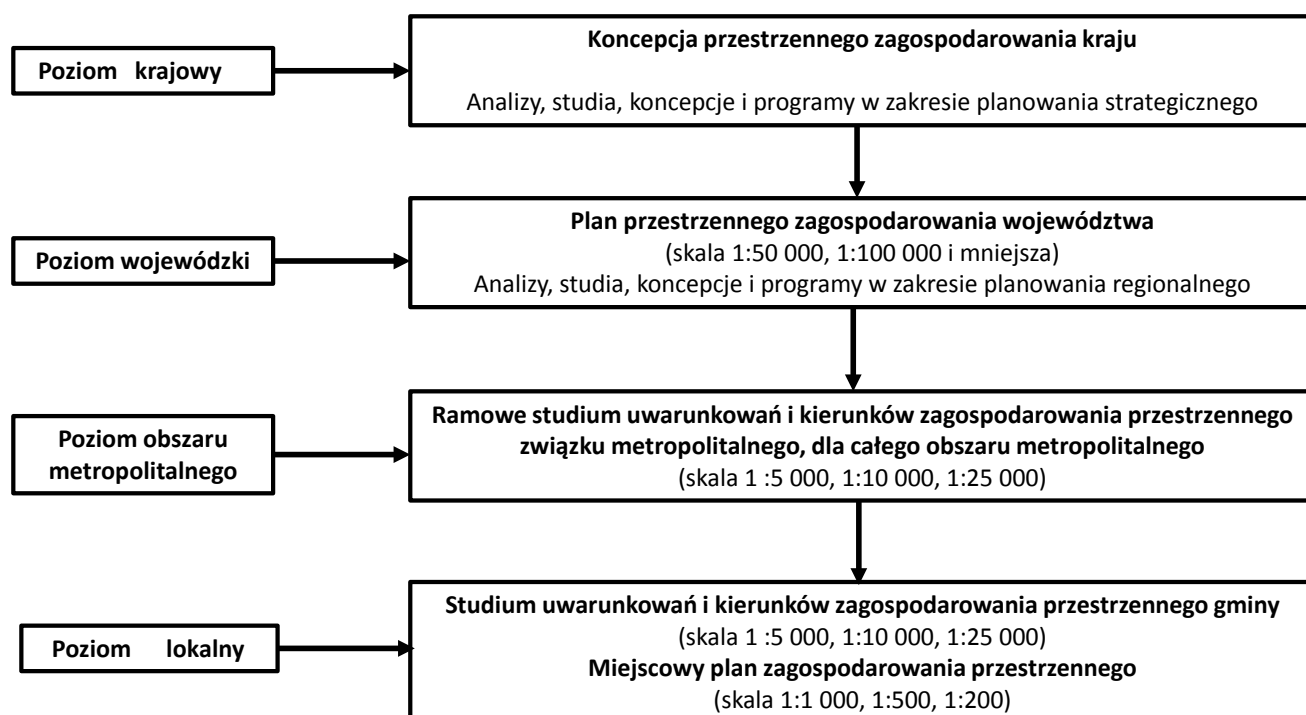 Koncepcja przestrzennego zagospodarowania kraju
Poziom krajowy
Analizy, studia, koncepcje i programy w zakresie planowania strategicznego
Plan przestrzennego zagospodarowania województwa
(skala 1:50 000, 1:100 000 i mniejsza)
Poziom wojewódzki
Analizy, studia, koncepcje i programy w zakresie planowania regionalnego
Ramowe studium uwarunkowań i kierunków zagospodarowania przestrzennego
związku metropolitalnego, dla całego obszaru metropolitalnego
(skala 1 :5 000, 1:10 000, 1:25 000)
Poziom obszaru
metropolitalnego
Studium uwarunkowań i kierunków zagospodarowania przestrzennego gminy
(skala 1 :5 000, 1:10 000, 1:25 000)
Poziom lokalny
Miejscowy plan zagospodarowania przestrzennego
(skala 1:1 000, 1:500, 1:200)